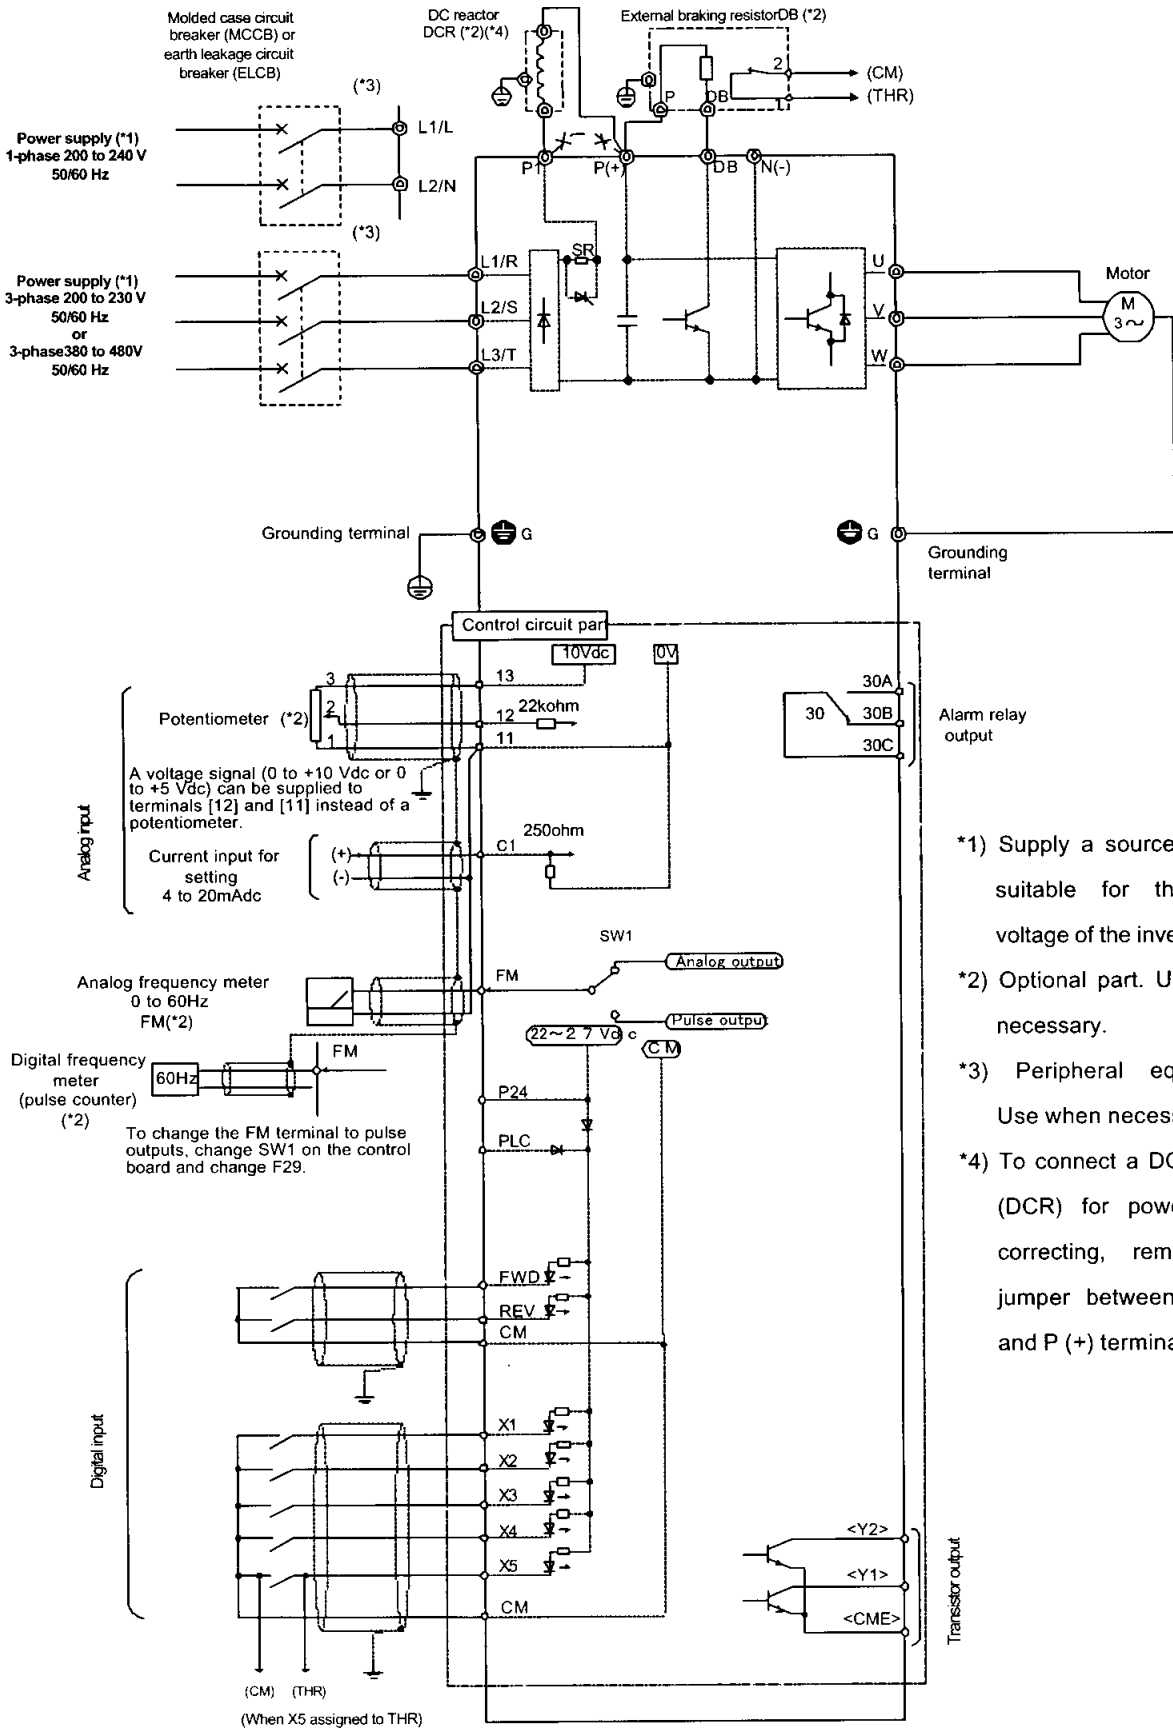 Molded case circuit
breaker (MCCB) or
earth leakage circuit
breaker (ELCB)
DC reactor
DCR (*2)(*4)
External braking resistorDB (*2)
2
(CM)
P
DB
1
(THR)
(*3)
L1/L
Power supply (*1)
1-phase 200 to 240 V
50/60 Hz
L2/N
P1
P(+)
DB
N(-)
(*3)
SR
L1/R
U
Motor
Power supply (*1)
3-phase 200 to 230 V
50/60 Hz
or
3-phase380 to 480V
50/60 Hz
L2/S
V
M
3~
L3/T
W
Grounding terminal
G
G
Grounding
terminal
Control circuit part
10Vdc
0V
3
13
30A
Potentiometer (*2)
2
12
22kohm
30
30B
Alarm relay
output
1
11
30C
A voltage signal (0 to +10 Vdc or 0
to +5 Vdc) can be supplied to
terminals [12] and [11] instead of a
potentiometer.
Analog input
250ohm
Current input for
setting
4 to 20mAdc
(+)
(-)
C1
SW1
Analog output
Analog frequency meter
0 to 60Hz
FM(*2)
FM
Pulse output
22~27 Vdc
CM
Digital frequency
meter
(pulse counter)
(*2)
60Hz
FM
P24
To change the FM terminal to pulse
outputs, change SW1 on the control
board and change F29.
PLC
FWD
REV
CM
Digital input
X1
X2
X3
X4
X5
CM
<Y2>
<Y1>
<CME>
Transistor output
(CM) (THR)
(When X5 assigned to THR)
*1) Supply a source
suitable for th
voltage of the inve
*2) Optional part. U
necessary.
*3) Peripheral eq
Use when necess
*4) To connect a DC
(DCR) for powe
correcting, rem
jumper between
and P (+) termina